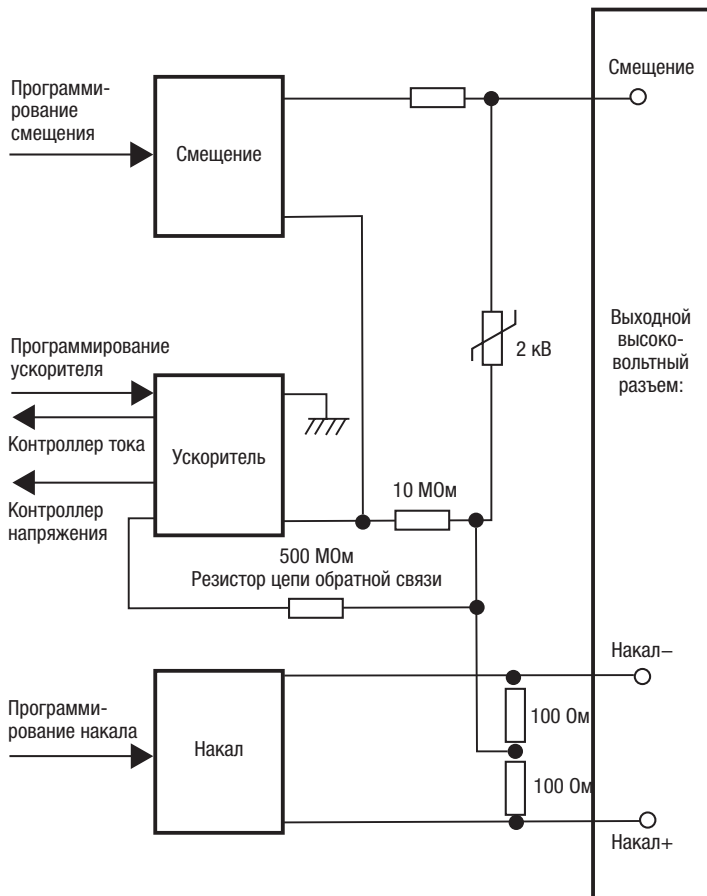 Программи-
рование
смещения
Смещение
Смещение
Выходной
высоко-
вольтный
разъем:
2 кВ
Программирование
ускорителя
Контроллер тока
Ускоритель
Контроллер
напряжения
10 МОм
500 МОм
Резистор цепи обратной связи
Накал–
Программи-
рование накала
Накал
100 Ом
100 Ом
Накал+